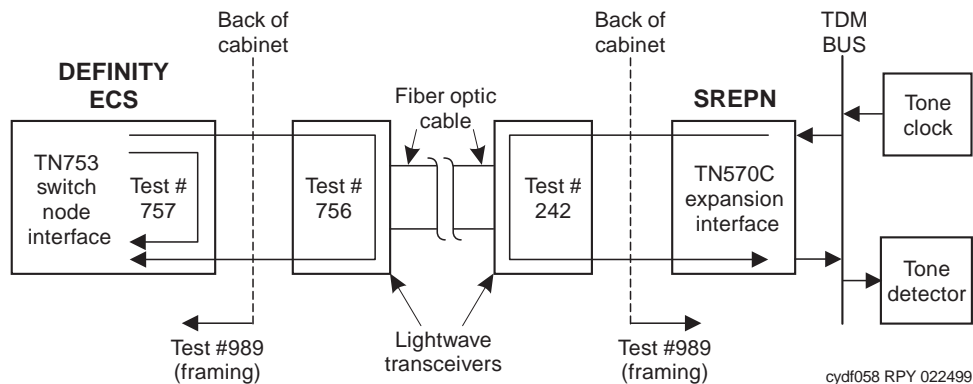 Back of
cabinet
Back of
cabinet
TDM
BUS
DEFINITY
ECS
Fiber optic
cable
SREPN
Tone
clock
TN753
switch
node
interface
Test #
757
Test #
756
Test #
242
TN570C
expansion
interface
Tone
detector
Test #989
(framing)
Lightwave
transceivers
Test #989
(framing)
cydf058 RPY 022499